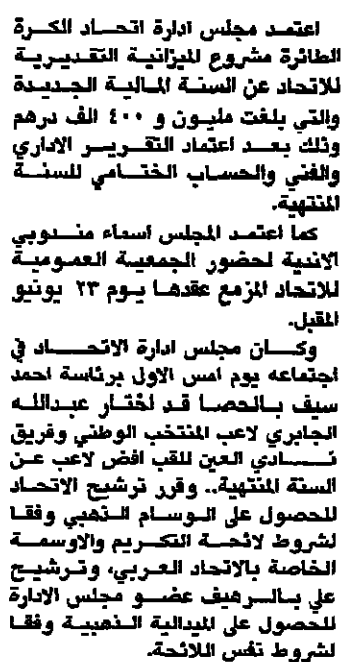 اعتمد مجلس ادارة اتحاد الكرة
الطائرة مشروع الميزانية التقديرية
للاتحاد عن السنة المالية الجديدة
والتي بلغت مليون و ٤٠٠ الف درهم
وذلك بعد اعتماد التقرير الاداري
والفني والحساب الختامي للسنة
المنتهية.
كما اعتمد المجلس اسماء مندوبي
الاندية لحضور الجمعية العمومية
للاتحاد المزمع عقدها يوم ٢٣ يونيو
المقبل.
وكان مجلس ادارة الاتحاد في
اجتماعه يوم امس الاول برئاسة احمد
سيف بالحصا قد اختار عبدالله
الجابري لاعب المنتخب الوطني وفريق
نادي العين للقب افضل لاعب عن
السنة المنتهية.. وقرر ترشيح الاتحاد
للحصول على الوسام الذهبي وفقا
لشروط لائحة التكريم والاوسمة
الخاصة بالاتحاد العربي، وترشيح
علي بالرهيف عضو مجلس الادارة
للحصول على الميدالية الذهبية وفقا
لشروط نفس اللائحة.